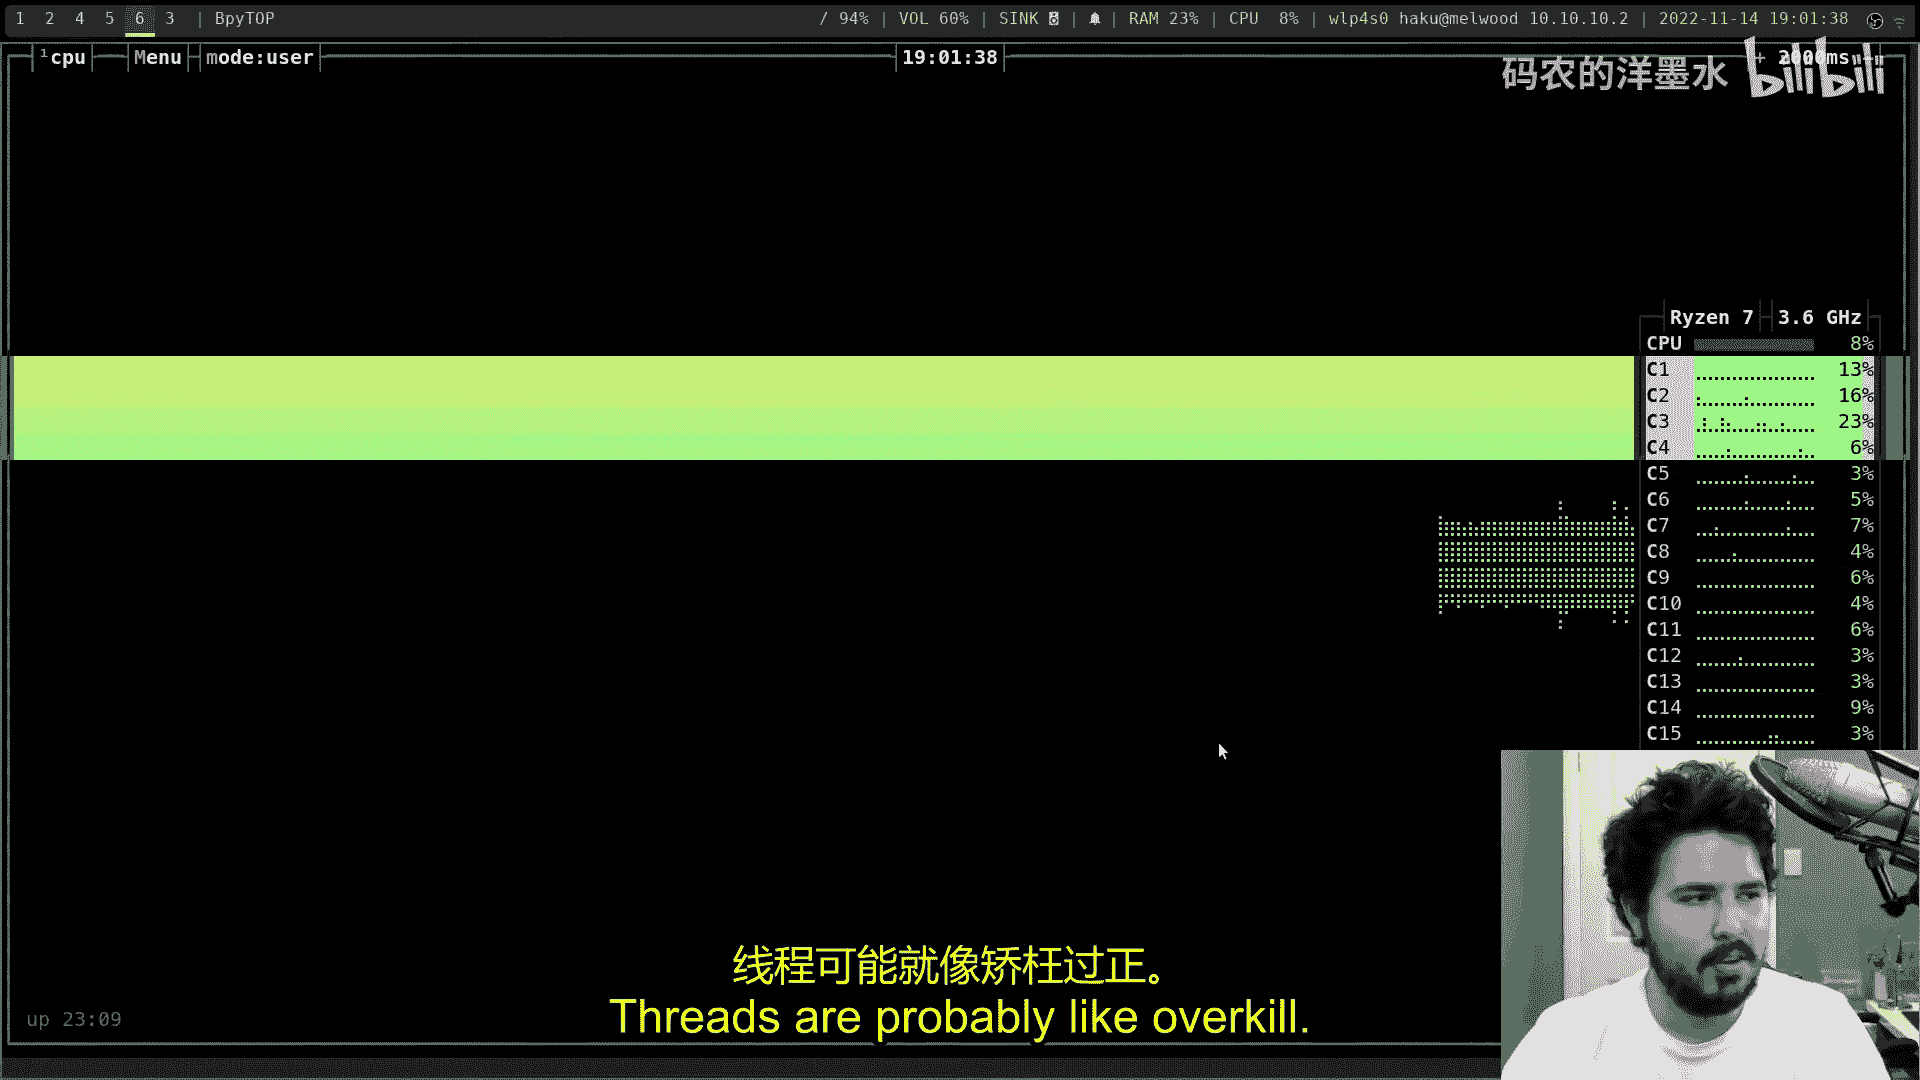 1 2 4 5 6 3 | BpyTOP / 94% | VOL 60% | SINK | | RAM 23% | CPU 8% | wlp4s0 haku@melwood 10.10.10.2 | 2022-11-14 19:01:38
¹cpu Menu mode:user 19:01:38 + 2000ms -
码农的洋墨水 bilibili
Ryzen 7 3.6 GHz
CPU 8%
C1 13%
C2 16%
C3 23%
C4 6%
C5 3%
C6 5%
C7 7%
C8 4%
C9 6%
C10 4%
C11 6%
C12 3%
C13 3%
C14 9%
C15 3%
线程可能就像矫枉过正。
Threads are probably like overkill.
up 23:09